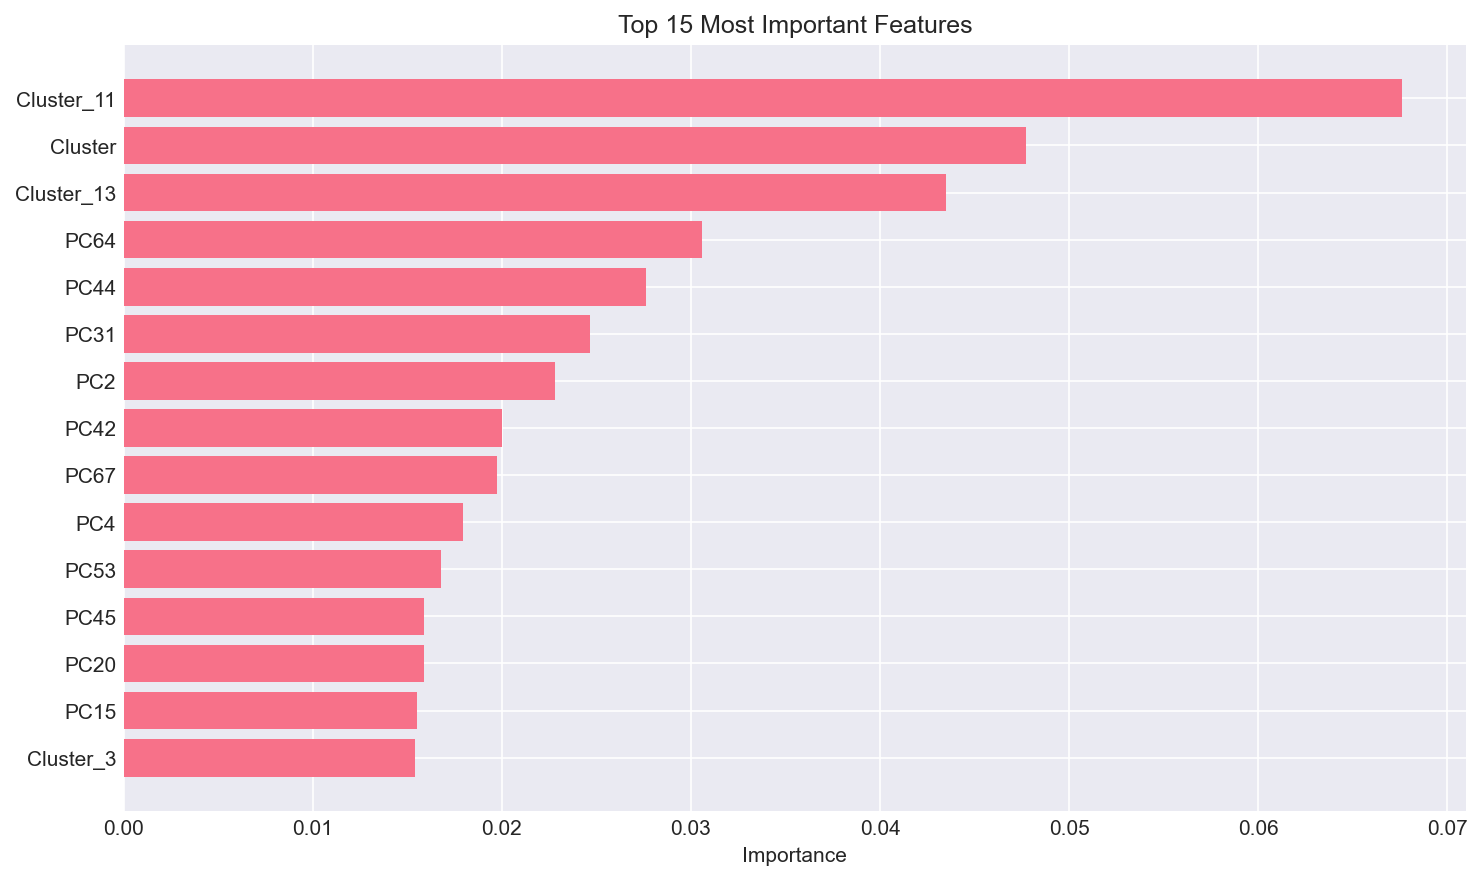 Top 15 Most Important Features
Cluster_11
Cluster
Cluster_13
PC64
PC44
PC31
PC2
PC42
PC67
PC4
PC53
PC45
PC20
PC15
Cluster_3
0.00 0.01 0.02 0.03 0.04 0.05 0.06 0.07
Importance